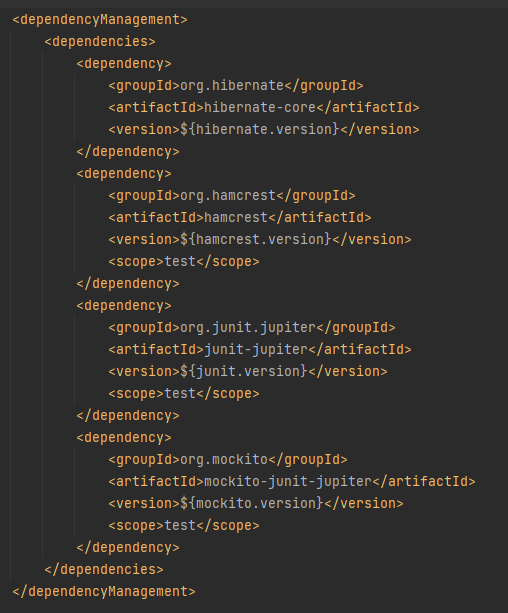 <dependencyManagement>
    <dependencies>
        <dependency>
            <groupId>org.hibernate</groupId>
            <artifactId>hibernate-core</artifactId>
            <version>${hibernate.version}</version>
        </dependency>
        <dependency>
            <groupId>org.hamcrest</groupId>
            <artifactId>hamcrest</artifactId>
            <version>${hamcrest.version}</version>
            <scope>test</scope>
        </dependency>
        <dependency>
            <groupId>org.junit.jupiter</groupId>
            <artifactId>junit-jupiter</artifactId>
            <version>${junit.version}</version>
            <scope>test</scope>
        </dependency>
        <dependency>
            <groupId>org.mockito</groupId>
            <artifactId>mockito-junit-jupiter</artifactId>
            <version>${mockito.version}</version>
            <scope>test</scope>
        </dependency>
    </dependencies>
</dependencyManagement>